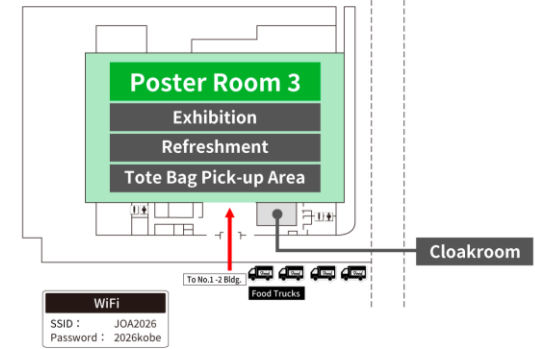 Poster Room 3
Exhibition
Refreshment
Tote Bag Pick-up Area
Cloakroom
To No.1 -2 Bldg.
Food Trucks
WiFi
SSID： JOA2026
Password： 2026kobe